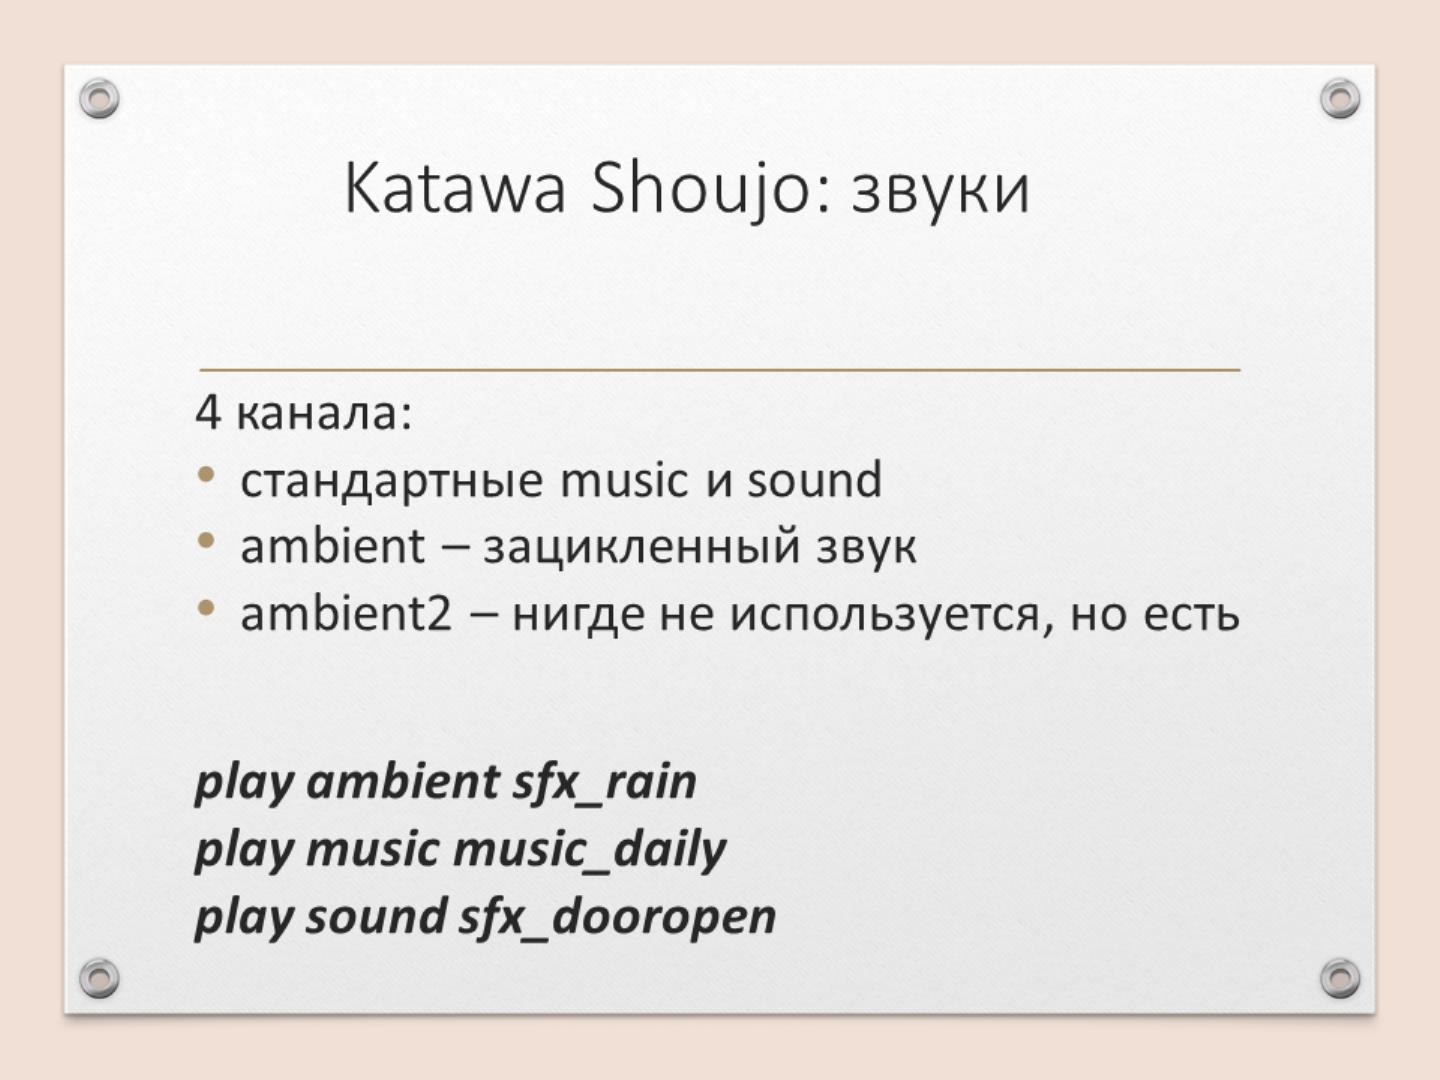 Katawa Shoujo: звуки
4 канала:
• стандартные music и sound
• ambient – зацикленный звук
• ambient2 – нигде не используется, но есть
play ambient sfx_rain
play music music_daily
play sound sfx_dooropen